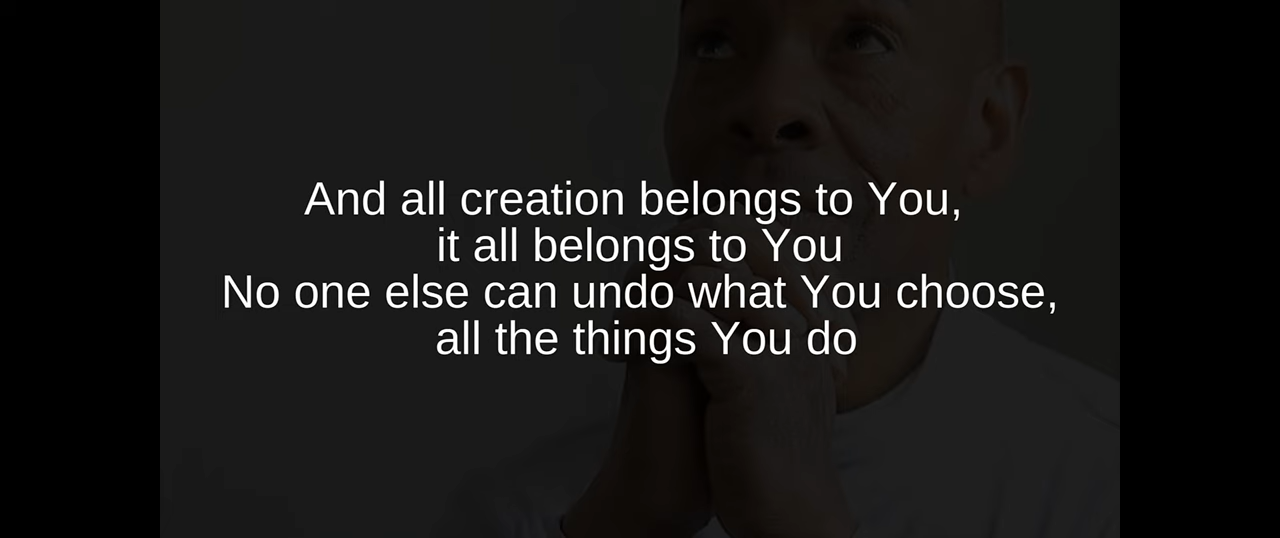 And all creation belongs to You,
it all belongs to You
No one else can undo what You choose,
all the things You do